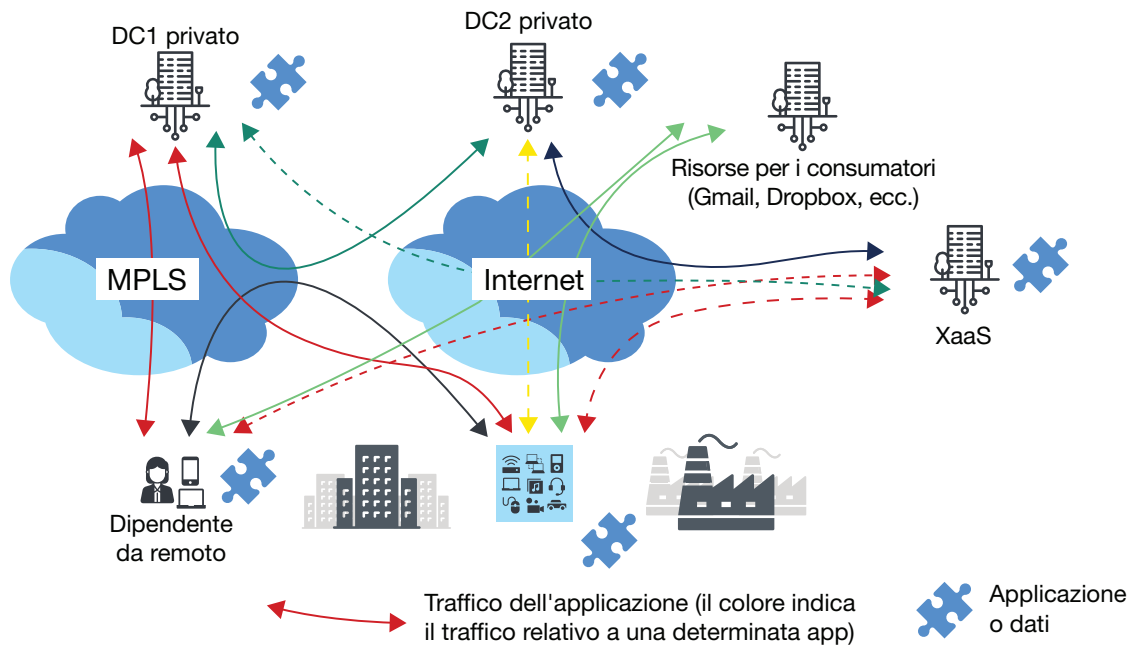 DC1 privato
DC2 privato
Risorse per i consumatori
(Gmail, Dropbox, ecc.)
MPLS
Internet
XaaS
Dipendente
da remoto
Traffico dell'applicazione (il colore indica
il traffico relativo a una determinata app)
Applicazione
o dati